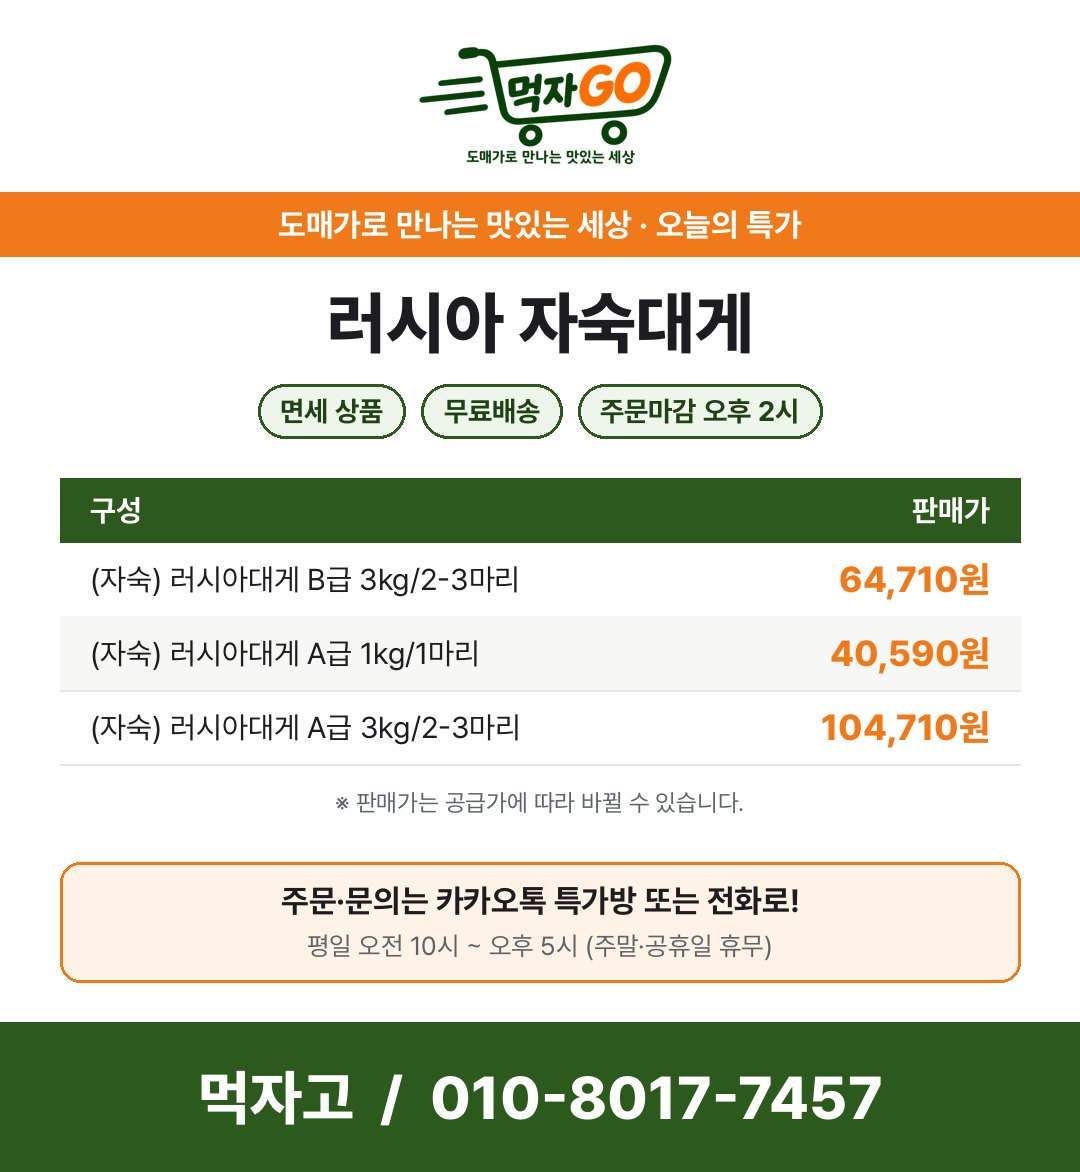 먹자GO
도매가로 만나는 맛있는 세상
도매가로 만나는 맛있는 세상 · 오늘의 특가
러시아 자숙대게
면세 상품 무료배송 주문마감 오후 2시
구성 판매가
(자숙) 러시아대게 B급 3kg/2-3마리 64,710원
(자숙) 러시아대게 A급 1kg/1마리 40,590원
(자숙) 러시아대게 A급 3kg/2-3마리 104,710원
※ 판매가는 공급가에 따라 바뀔 수 있습니다.
주문·문의는 카카오톡 특가방 또는 전화로!
평일 오전 10시 ~ 오후 5시 (주말·공휴일 휴무)
먹자고 / 010-8017-7457